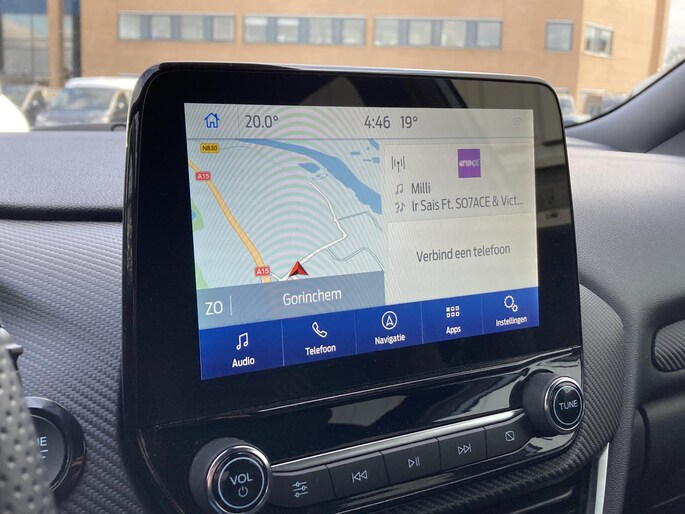 20.0° 4:46 19°
N830
A15
Milli
Ir Sais Ft. SO7ACE & Vict...
A15
Verbind een telefoon
ZO Gorinchem
Audio Telefoon Navigatie Apps Instellingen
TUNE
VOL